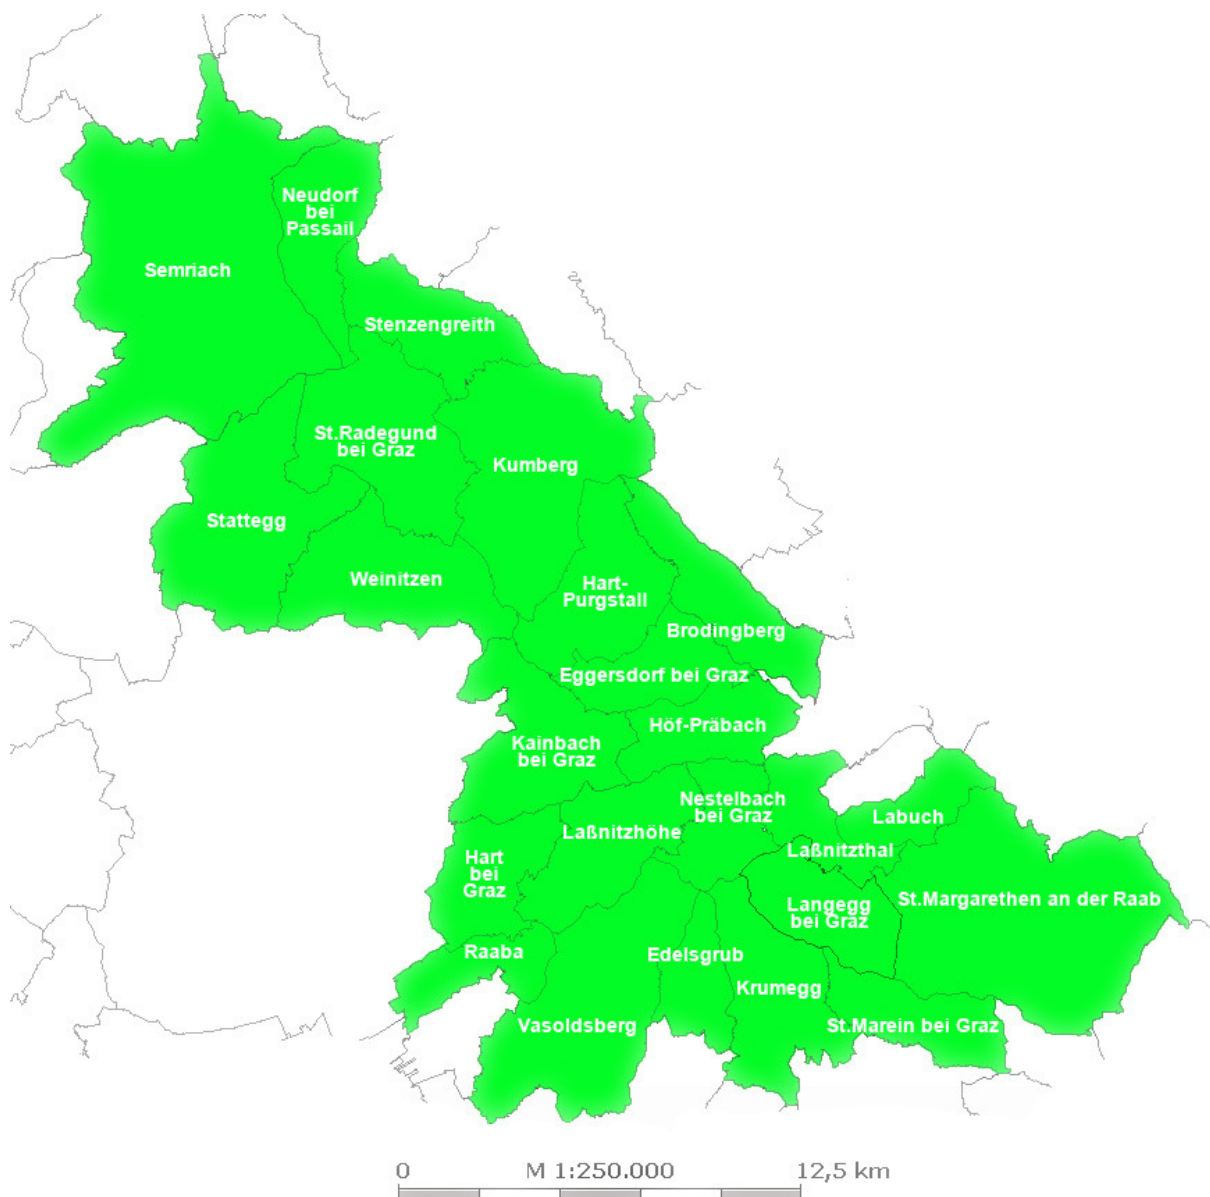 Neudorf
bei
Passail
Semriach
Stenzengreith
St.Radegund
bei Graz
Kumberg
Stattegg
Weinitzen
Hart-
Purgstall
Brodingberg
Eggersdorf bei Graz
Höf-Präbach
Kainbach
bei Graz
Nestelbach
bei Graz
Labuch
Laßnitzhöhe
Laßnitzthal
Hart
bei
Graz
Langegg
bei Graz
St.Margarethen an der Raab
Raaba
Edelsgrub
Krumegg
Vasoldsberg
St.Marein bei Graz
0 M 1:250.000 12,5 km